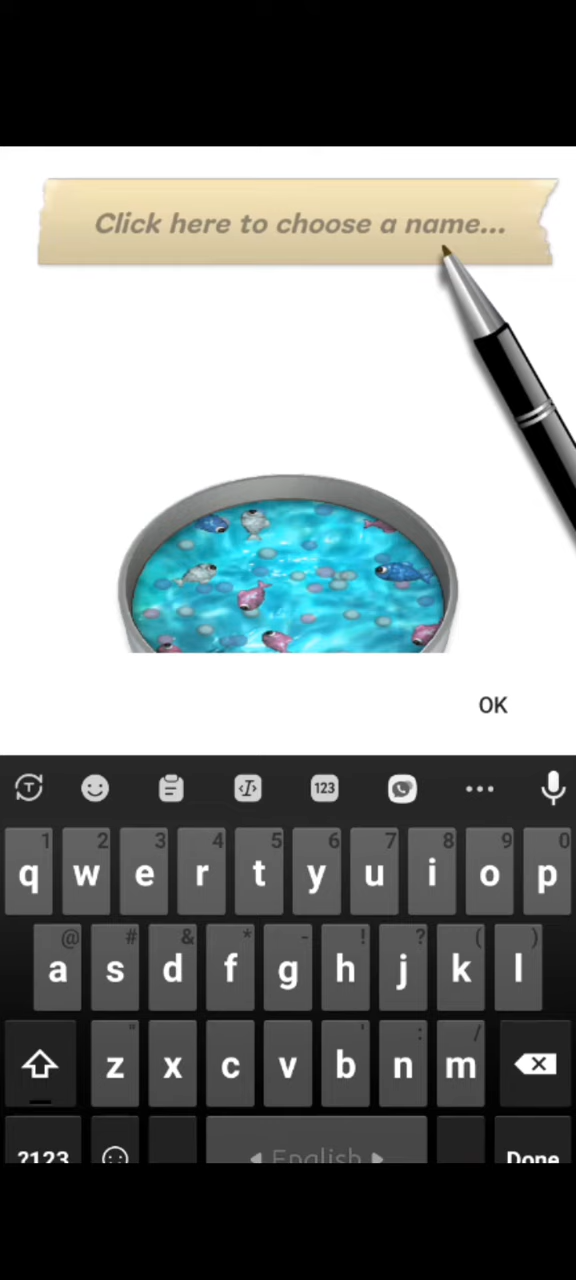 Click here to choose a name...
OK
T I 123
1 2 3 4 5 6 7 8 9 0
q w e r t y u i o p
@ # & * - ! ? ( )
a s d f g h j k l
" ' : /
z x c v b n m
?123 English Done